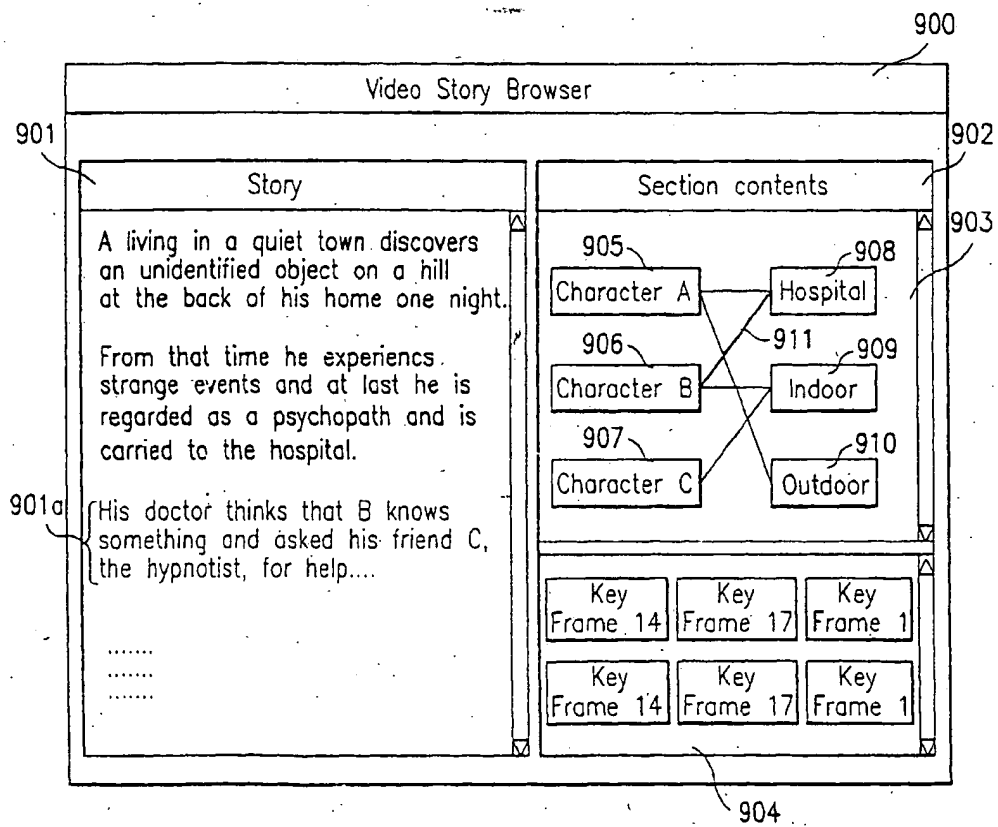 900
Video Story Browser
901
902
Story
Section contents
903
A living in a quiet town discovers
an unidentified object on a hill
at the back of his home one night.
From that time he experiencs
strange events and at last he is
regarded as a psychopath and is
carried to the hospital.
901a
His doctor thinks that B knows
something and asked his friend C,
the hypnotist, for help....
.......
.......
.......
905
908
Character A
Hospital
906
911
909
Character B
Indoor
907
910
Character C
Outdoor
Key
Frame 14
Key
Frame 17
Key
Frame 1
Key
Frame 14
Key
Frame 17
Key
Frame 1
904